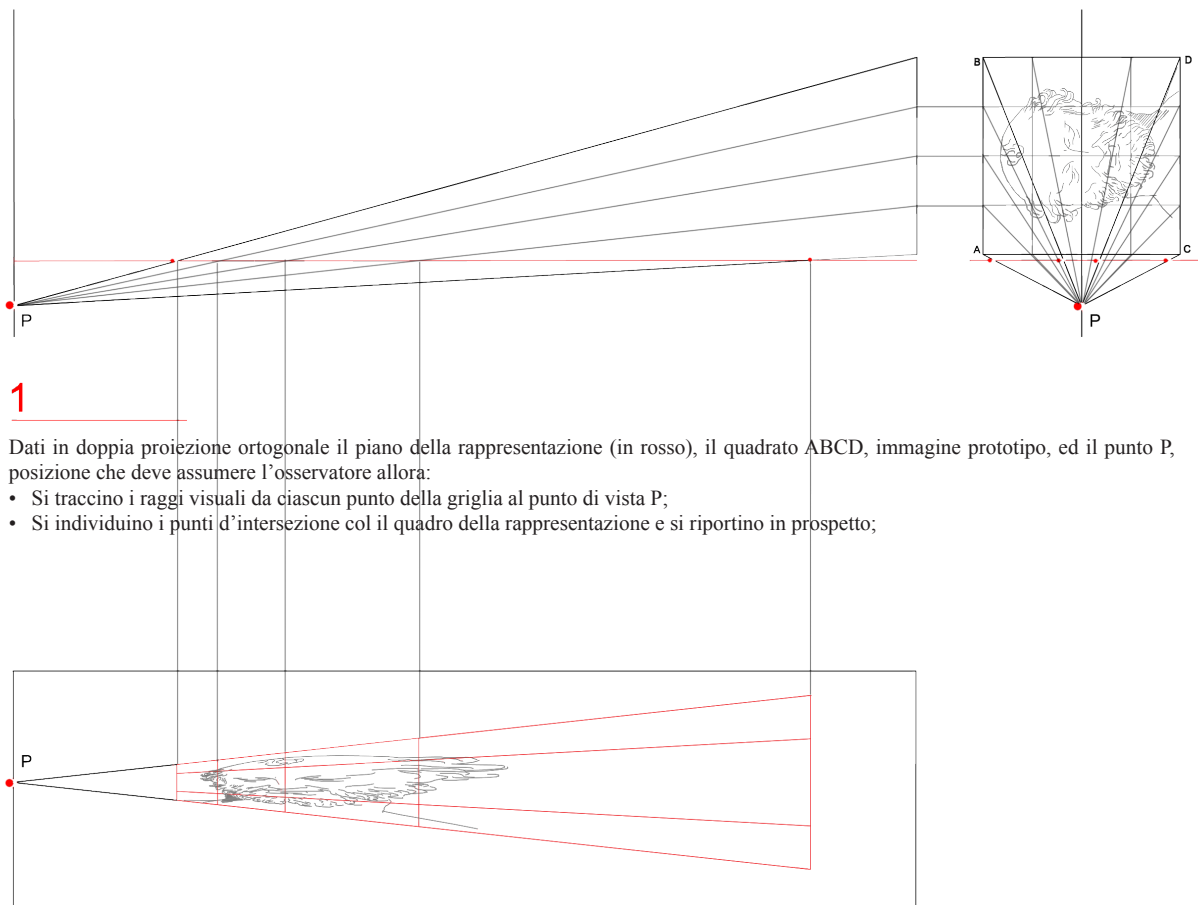 B
D
A
C
P
P
1
Dati in doppia proiezione ortogonale il piano della rappresentazione (in rosso), il quadrato ABCD, immagine prototipo, ed il punto P,
posizione che deve assumere l'osservatore allora:
• Si traccino i raggi visuali da ciascun punto della griglia al punto di vista P;
• Si individuino i punti d'intersezione col il quadro della rappresentazione e si riportino in prospetto;
P